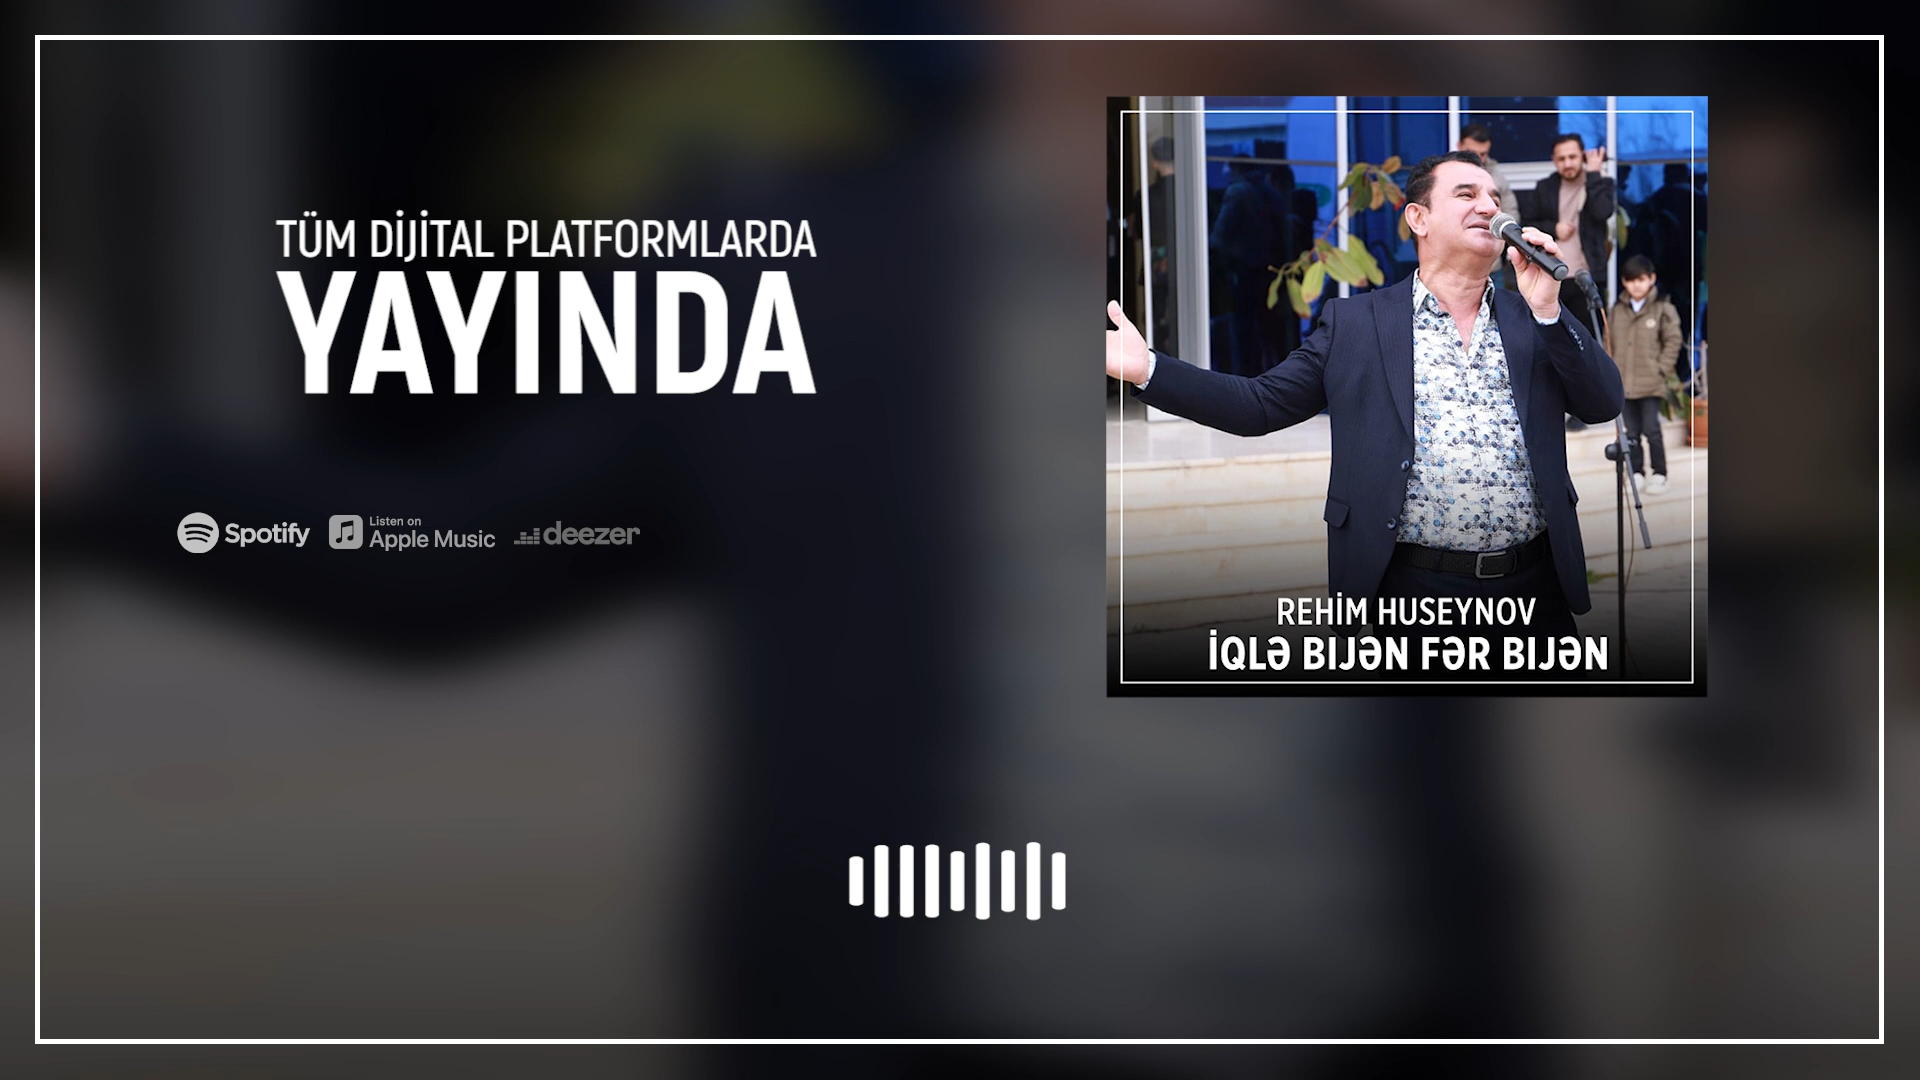 TÜM DİJİTAL PLATFORMLARDA
YAYINDA
Spotify
Listen on
Apple Music
deezer
REHİM HUSEYNOV
İQLƏ BIJƏN FƏR BIJƏN